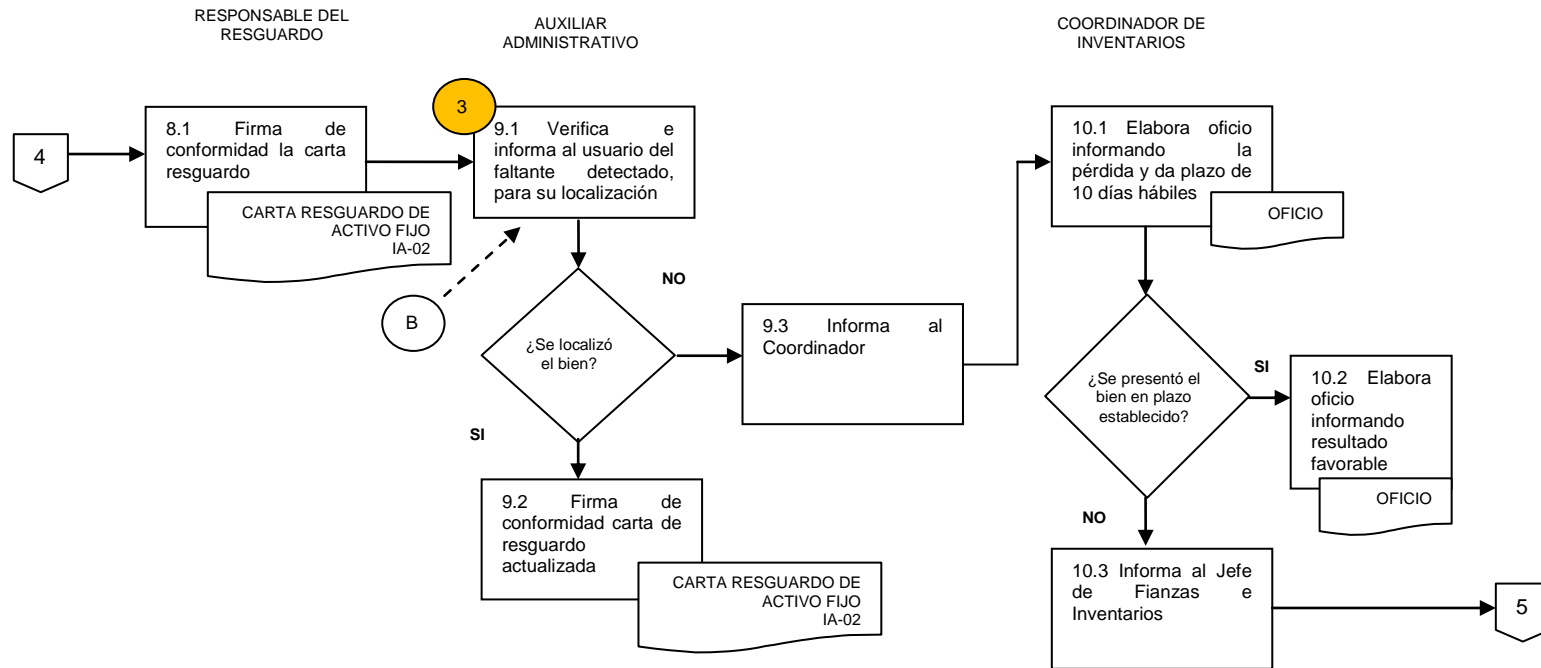 RESPONSABLE DEL
RESGUARDO
AUXILIAR
ADMINISTRATIVO
COORDINADOR DE
INVENTARIOS
4
8.1 Firma de
conformidad la carta
resguardo
CARTA RESGUARDO DE
ACTIVO FIJO
IA-02
3
9.1 Verifica e
informa al usuario del
faltante detectado,
para su localización
B
¿Se localizó
el bien?
NO
SI
9.2 Firma de
conformidad carta de
resguardo
actualizada
CARTA RESGUARDO DE
ACTIVO FIJO
IA-02
9.3 Informa al
Coordinador
10.1 Elabora oficio
informando la
pérdida y da plazo de
10 días hábiles
OFICIO
¿Se presentó el
bien en plazo
establecido?
SI
10.2 Elabora
oficio
informando
resultado
favorable
OFICIO
NO
10.3 Informa al Jefe
de Fianzas e
Inventarios
5